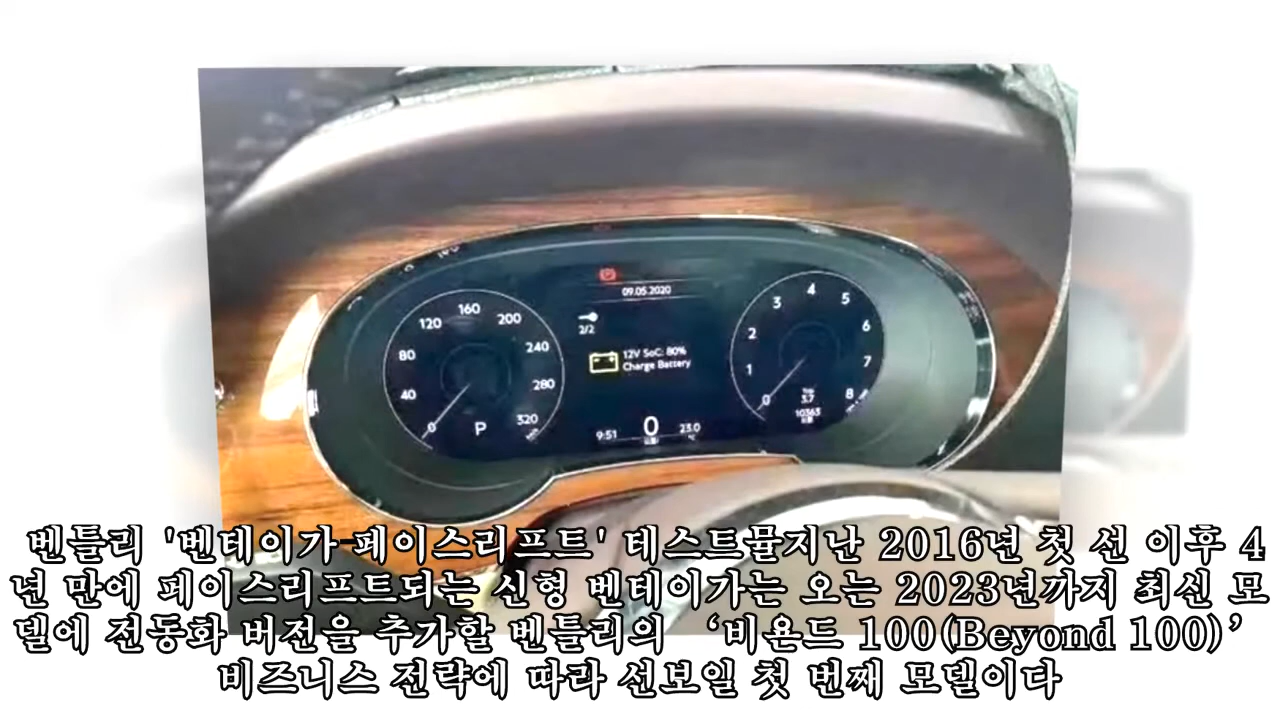 09.05.2020
2/2
12V SoC: 80%
Charge Battery
0 40 80 120 160 200 240 280 320
P
0 1 2 3 4 5 6 7 8
Trip
3.7
10363
9:51 0 23.0
°C
벤틀리 '벤테이가 페이스리프트' 테스트뮬지난 2016년 첫 선 이후 4
년 만에 페이스리프트되는 신형 벤테이가는 오는 2023년까지 최신 모
델에 전동화 버전을 추가할 벤틀리의 ‘비욘드 100(Beyond 100)’
비즈니스 전략에 따라 선보일 첫 번째 모델이다